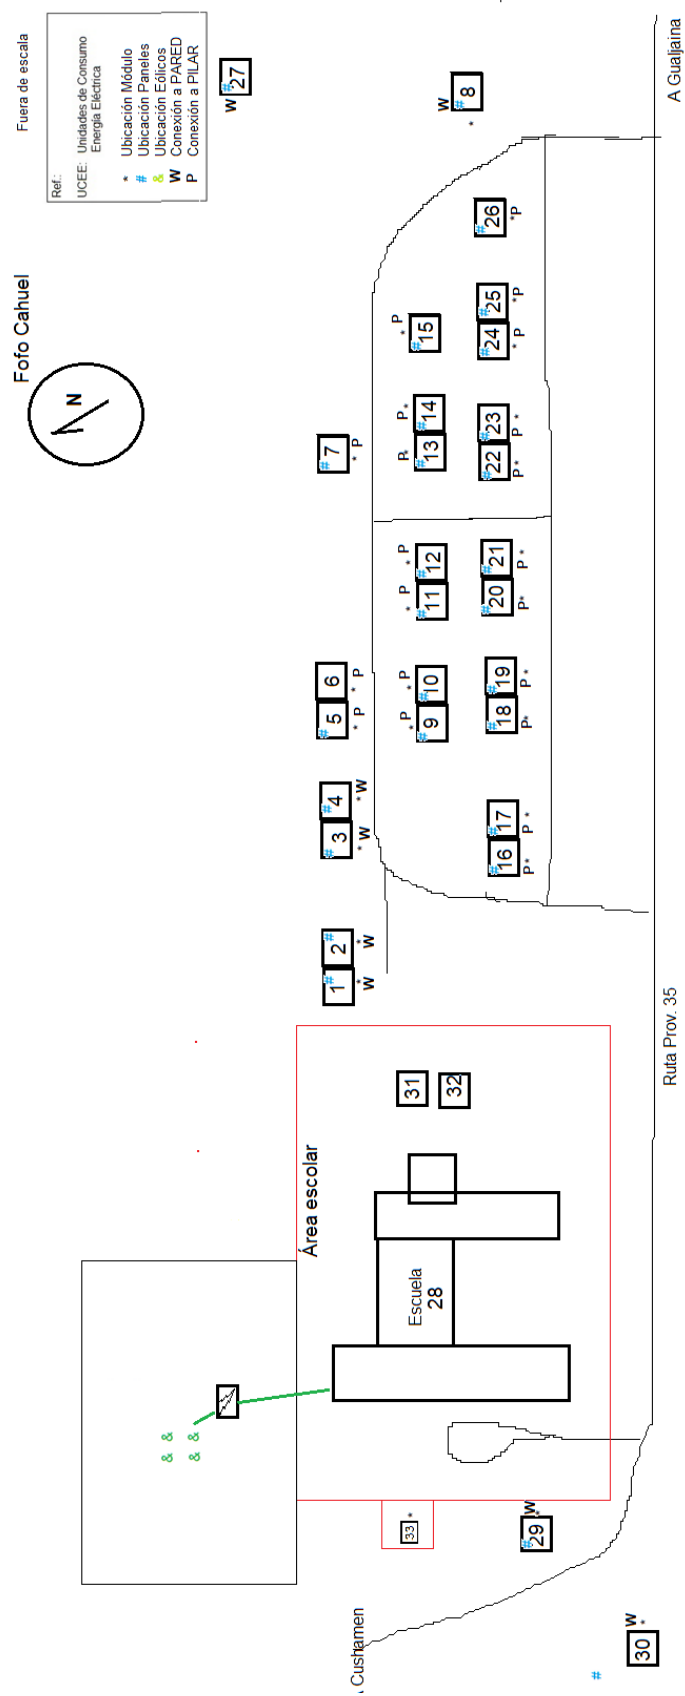 Fuera de escala
Ref.:
UCEE: Unidades de Consumo
Energía Eléctrica
* Ubicación Módulo
# Ubicación Paneles
& Ubicación Eólicos
W Conexión a PARED
P Conexión a PILAR
Fofo Cahuel
N
A Gualjaina
Ruta Prov. 35
Cushamen
Área escolar
Escuela
28
& &
& &
33 *
# 29 * W
30 * W
#
31
32
1 # * W
2 # * W
# 3 * W
# 4 * W
# 5 * P
6 * P
# 7 * P
W # 8 *
* P # 9
* P # 10
* P # 11
* P # 12
P * # 13
P * # 14
* P # 15
# 16 P *
# 17 P *
# 18 P *
# 19 P *
# 20 P *
# 21 P *
# 22 P *
# 23 P *
# 24 * P
# 25 * P
# 26 * P
W # 27